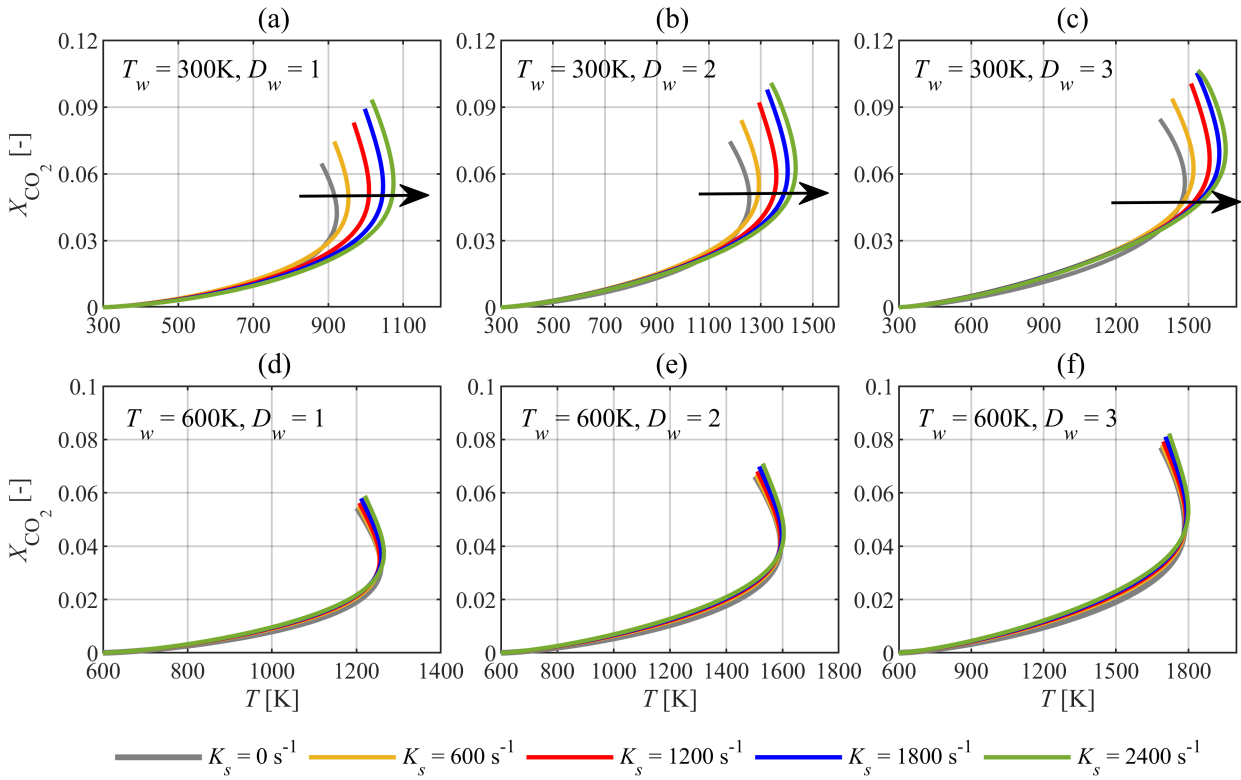 (a) (b) (c)
0.12 0.12 0.12
T_w = 300K, D_w = 1 T_w = 300K, D_w = 2 T_w = 300K, D_w = 3
0.09 0.09 0.09
X_CO2 [-]
0.06 0.06 0.06
0.03 0.03 0.03
0 0 0
300 500 700 900 1100 300 500 700 900 1100 1300 1500 300 600 900 1200 1500
(d) (e) (f)
0.1 0.1 0.1
T_w = 600K, D_w = 1 T_w = 600K, D_w = 2 T_w = 600K, D_w = 3
0.08 0.08 0.08
X_CO2 [-]
0.06 0.06 0.06
0.04 0.04 0.04
0.02 0.02 0.02
0 0 0
600 800 1000 1200 1400 600 800 1000 1200 1400 1600 1800 600 900 1200 1500 1800
T [K] T [K] T [K]
K_s = 0 s^-1 K_s = 600 s^-1 K_s = 1200 s^-1 K_s = 1800 s^-1 K_s = 2400 s^-1